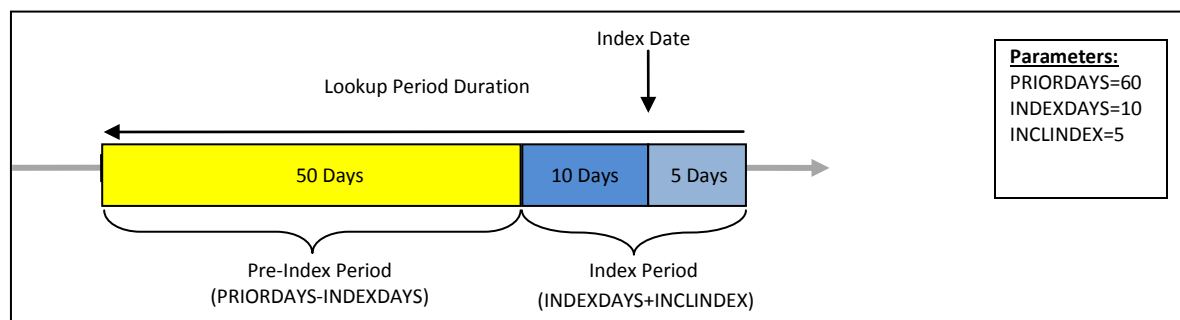 Index Date
Lookup Period Duration
50 Days
10 Days
5 Days
Pre-Index Period
(PRIORDAYS-INDEXDAYS)
Index Period
(INDEXDAYS+INCLINDEX)
Parameters:
PRIORDAYS=60
INDEXDAYS=10
INCLINDEX=5